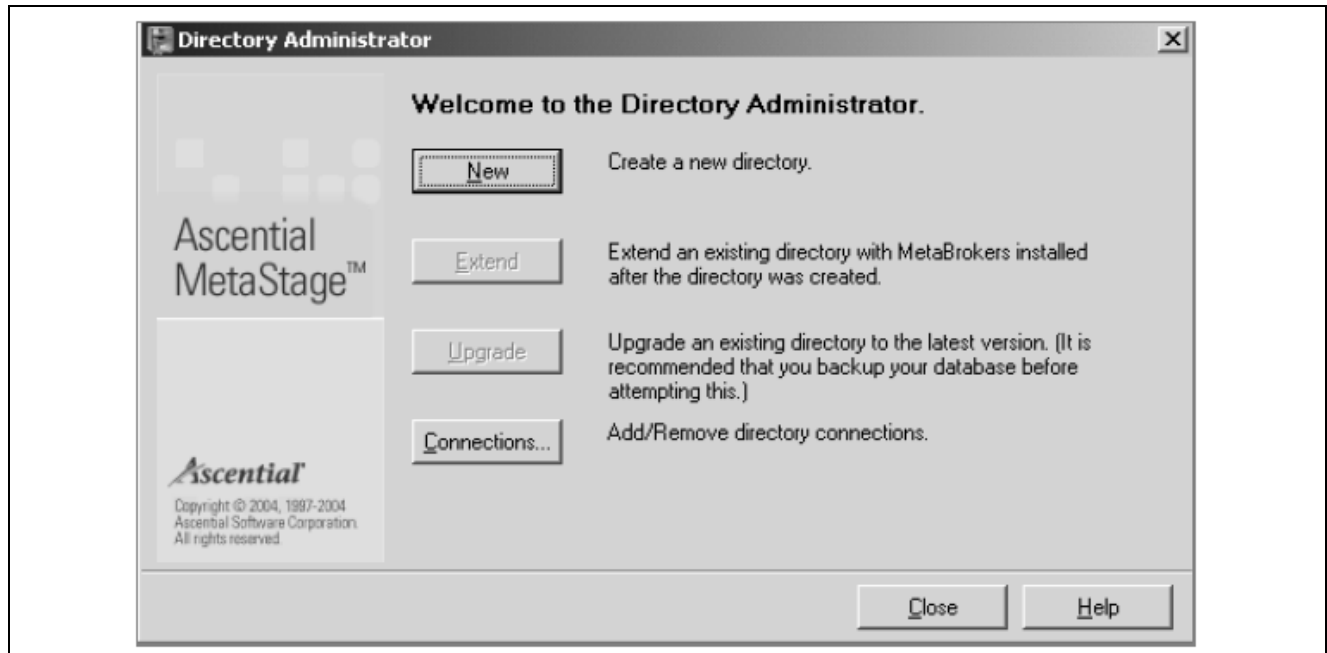 Directory Administrator
Welcome to the Directory Administrator.
New
Create a new directory.
Extend
Extend an existing directory with MetaBrokers installed
after the directory was created.
Upgrade
Upgrade an existing directory to the latest version. (It is
recommended that you backup your database before
attempting this.)
Connections...
Add/Remove directory connections.
Ascential
MetaStage™
Ascential
Copyright © 2004, 1997-2004
Ascential Software Corporation.
All rights reserved.
Close
Help